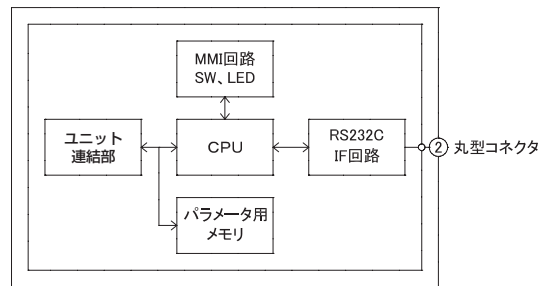 MMI回路
SW、LED
ユニット
連結部
CPU
RS232C
IF回路
② 丸型コネクタ
パラメータ用
メモリ